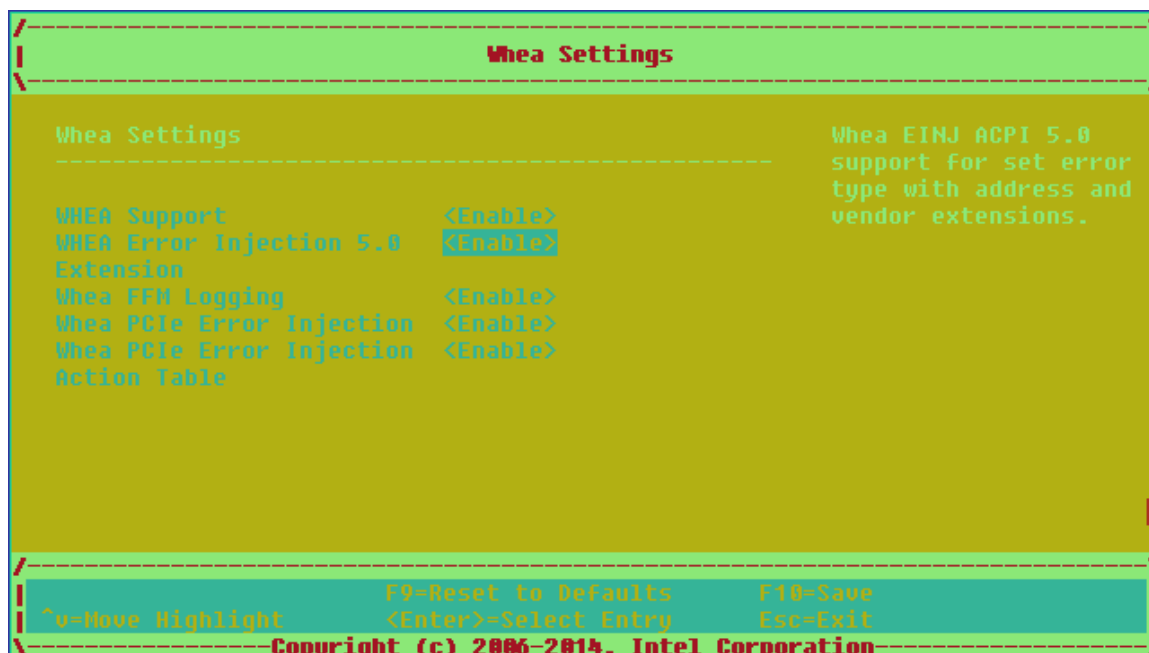 Whea Settings
Whea Settings
Whea EINJ ACPI 5.0
support for set error
type with address and
vendor extensions.
WHEA Support <Enable>
WHEA Error Injection 5.0 <Enable>
Extension
Whea FFM Logging <Enable>
Whea PCIe Error Injection <Enable>
Whea PCIe Error Injection <Enable>
Action Table
F9=Reset to Defaults F10=Save
^v=Move Highlight <Enter>=Select Entry Esc=Exit
Copyright (c) 2006-2014, Intel Corporation